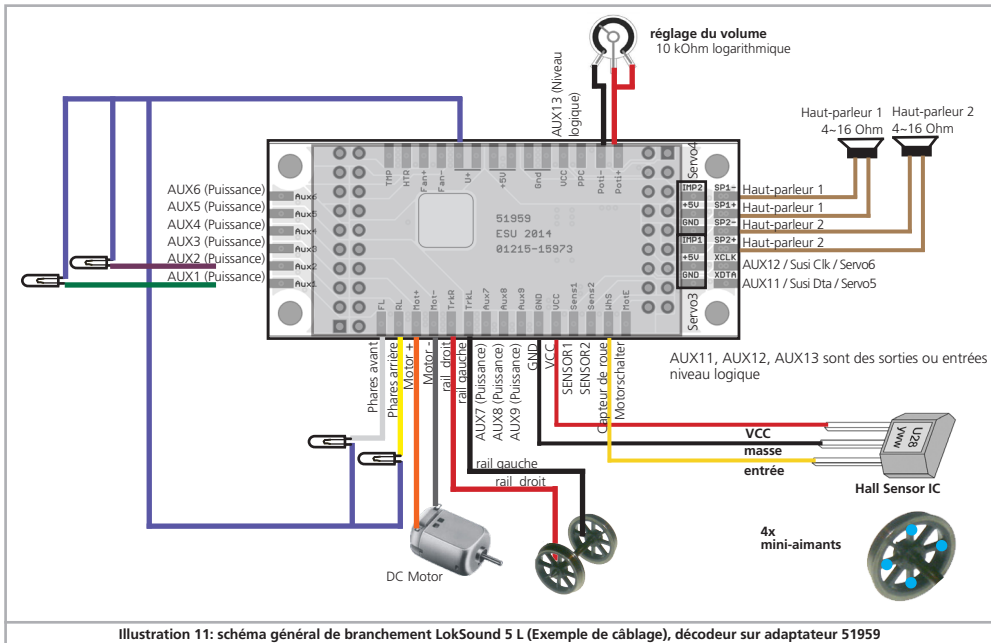 réglage du volume
10 kOhm logarithmique
AUX13 (Niveau
logique)
Haut-parleur 1
4~16 Ohm
Haut-parleur 2
4~16 Ohm
TMP
HTR
Fan+
Fan-
U+
+5V
Gnd
VCC
PPC
Poti-
Poti+
Servo4
AUX6 (Puissance)
AUX5 (Puissance)
AUX4 (Puissance)
AUX3 (Puissance)
AUX2 (Puissance)
AUX1 (Puissance)
Aux6
Aux5
Aux4
Aux3
Aux2
Aux1
51959
ESU 2014
01215-15973
IMP2
+5V
GND
IMP1
+5V
GND
SP1-
SP1+
SP2-
SP2+
XCLK
XDTA
Haut-parleur 1
Haut-parleur 1
Haut-parleur 2
Haut-parleur 2
AUX12 / Susi Clk / Servo6
AUX11 / Susi Dta / Servo5
Servo3
FL
RL
Mot+
Mot-
TrkR
TrkL
Aux7
Aux8
Aux9
GND
VCC
Sens1
Sens2
WhS
MotE
Phares avant
Phares arrière
Motor +
Motor -
rail droit
rail gauche
AUX7 (Puissance)
AUX8 (Puissance)
AUX9 (Puissance)
GND
VCC
SENSOR1
SENSOR2
Capteur de roue
Motorschalter
AUX11, AUX12, AUX13 sont des sorties ou entrées
niveau logique
VCC
masse
entrée
U28
yww
Hall Sensor IC
rail gauche
rail droit
4x
mini-aimants
DC Motor
Illustration 11: schéma général de branchement LokSound 5 L (Exemple de câblage), décodeur sur adaptateur 51959